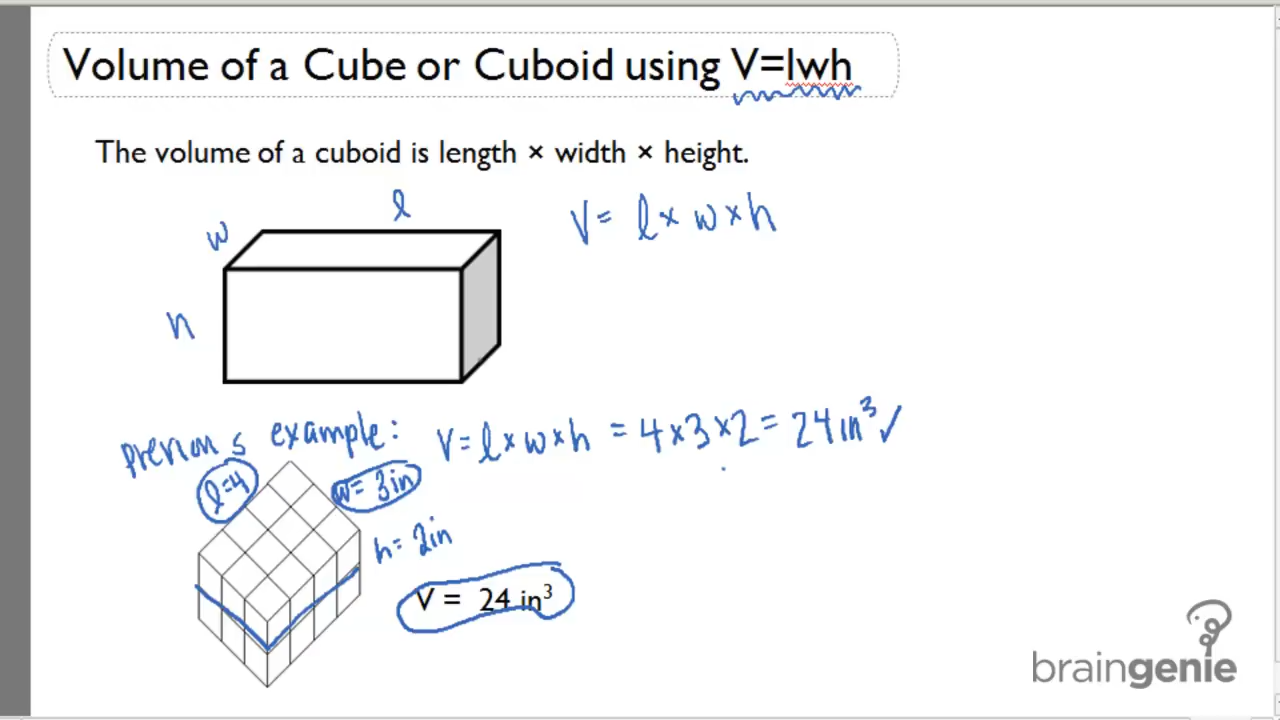 Volume of a Cube or Cuboid using V=lwh
The volume of a cuboid is length × width × height.
l
w
V = l × w × h
h
previous example: V = l × w × h = 4 × 3 × 2 = 24 in³ ✓
l=4
w= 3in
h= 2in
V = 24 in³
braingenie